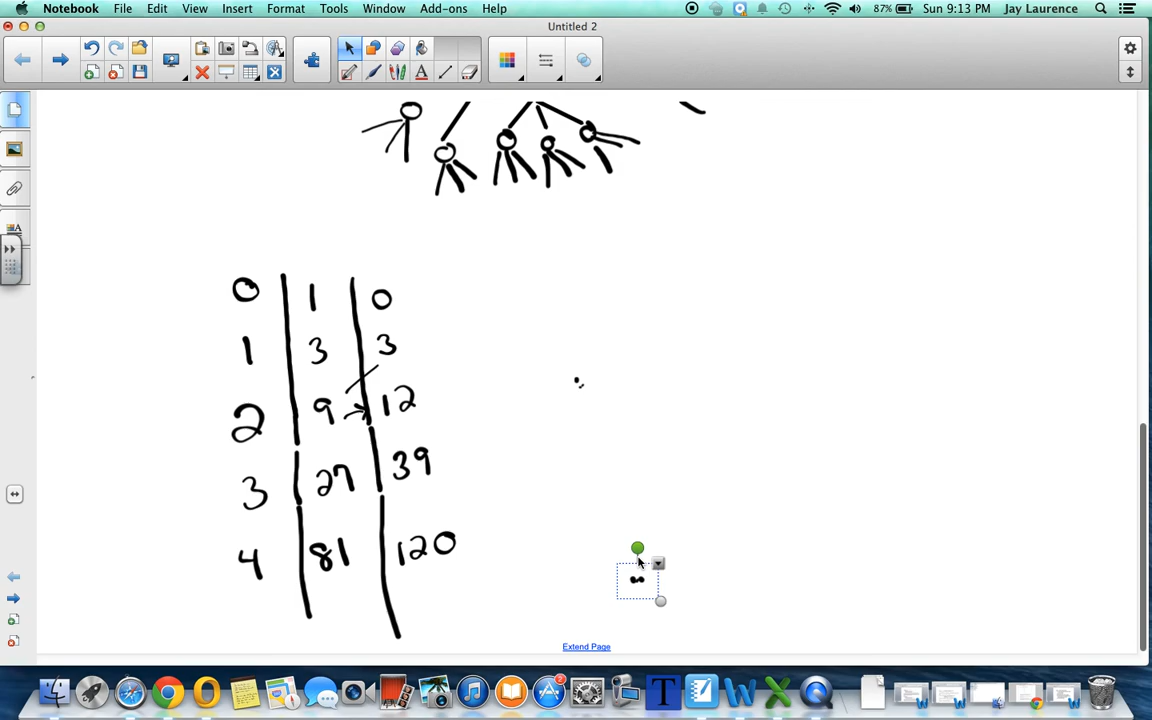 Notebook File Edit View Insert Format Tools Window Add-ons Help 87% Sun 9:13 PM Jay Laurence
Untitled 2
0 1 0
1 3 3
2 9 12
3 27 39
4 81 120
Extend Page